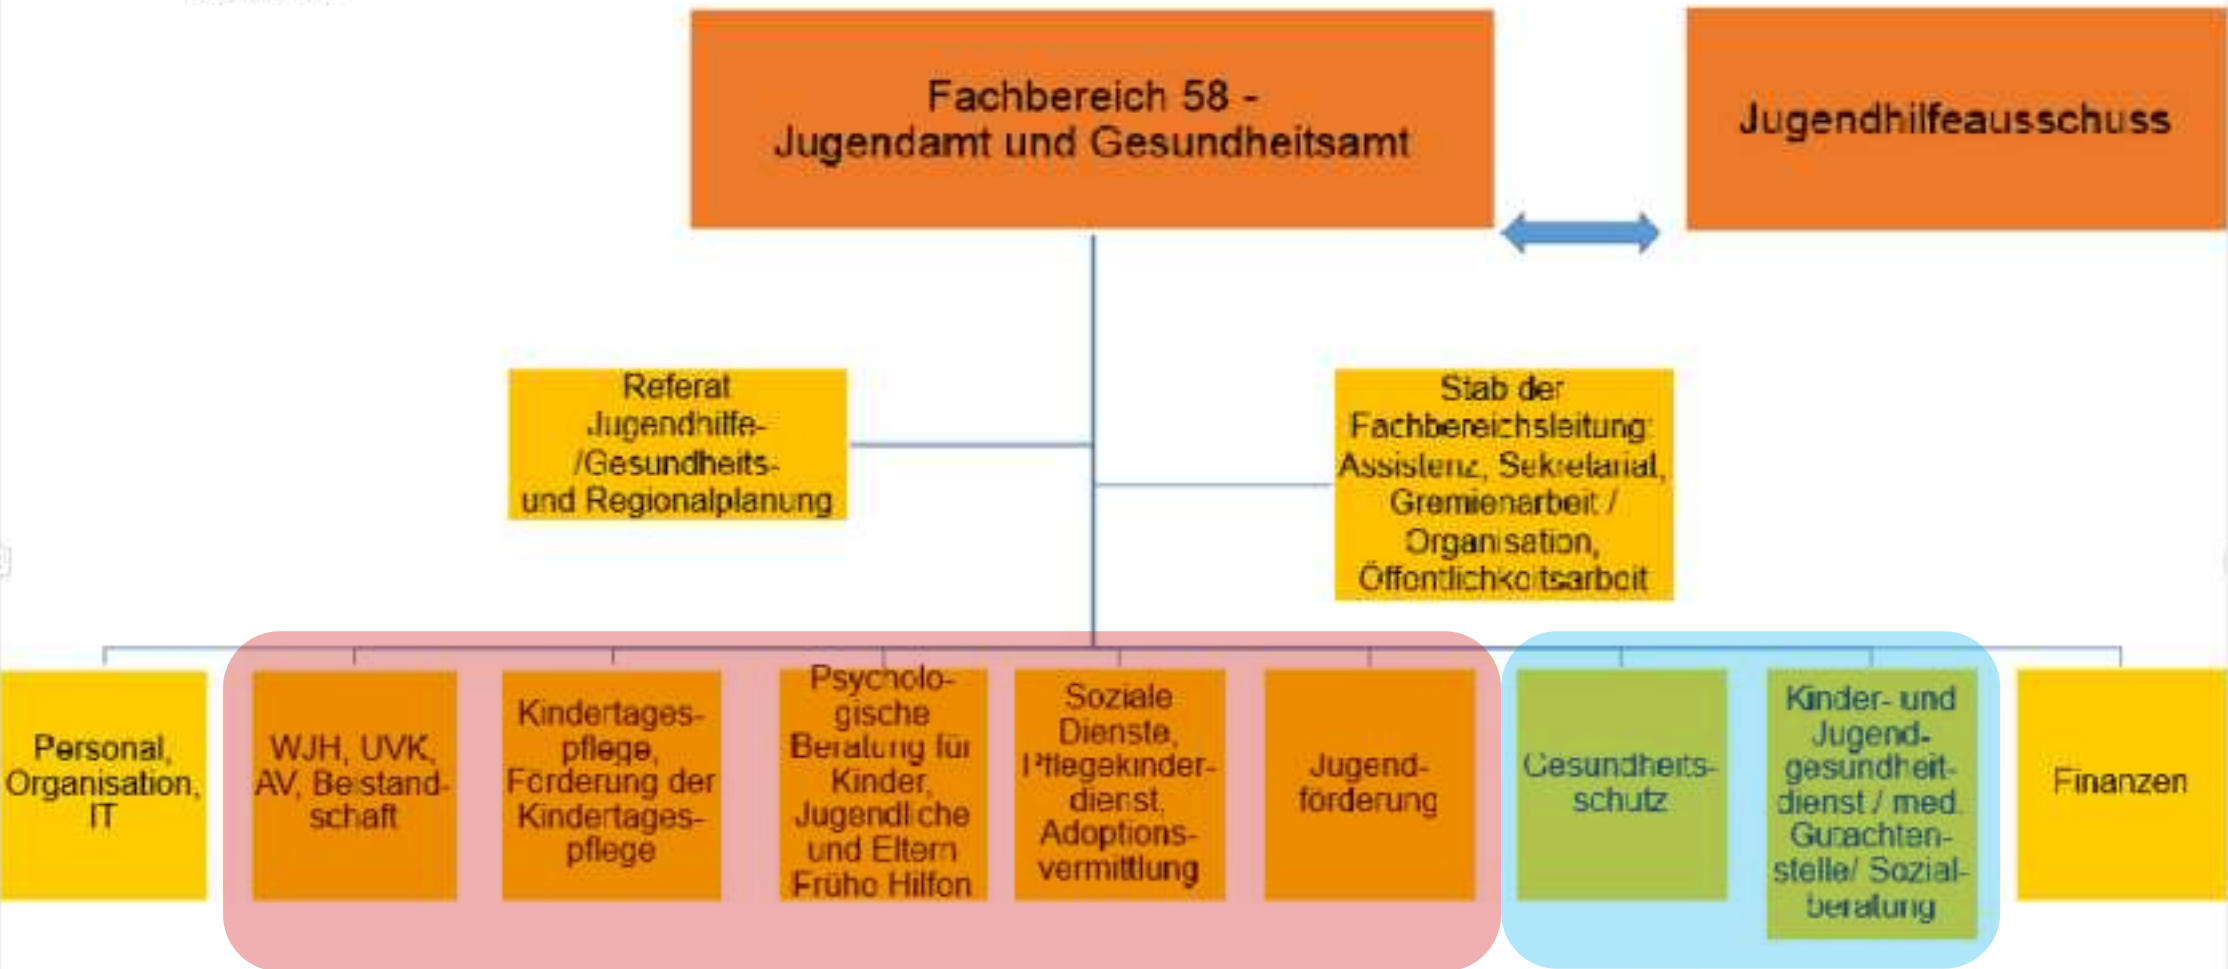 Fachbereich 58 -
Jugendamt und Gesundheitsamt
Jugendhilfeausschuss
Referat
Jugendhilfe-
/Gesundheits-
und Regionalplanung
Stab der
Fachbereichsleitung:
Assistenz, Sekretariat,
Gremienarbeit /
Organisation,
Öffentlichkeitsarbeit
Personal,
Organisation,
IT
WJH, UVK,
AV, Beistand-
schaft
Kindertages-
pflege,
Förderung der
Kindertages-
pflege
Psycholo-
gische
Beratung für
Kinder,
Jugendliche
und Eltern
Frühe Hilfen
Soziale
Dienste,
Pflegekinder-
dienst,
Adoptions-
vermittlung
Jugend-
förderung
Gesundheits-
schutz
Kinder- und
Jugend-
gesundheit-
dienst / med.
Gutachten-
stelle/ Sozial-
beratung
Finanzen